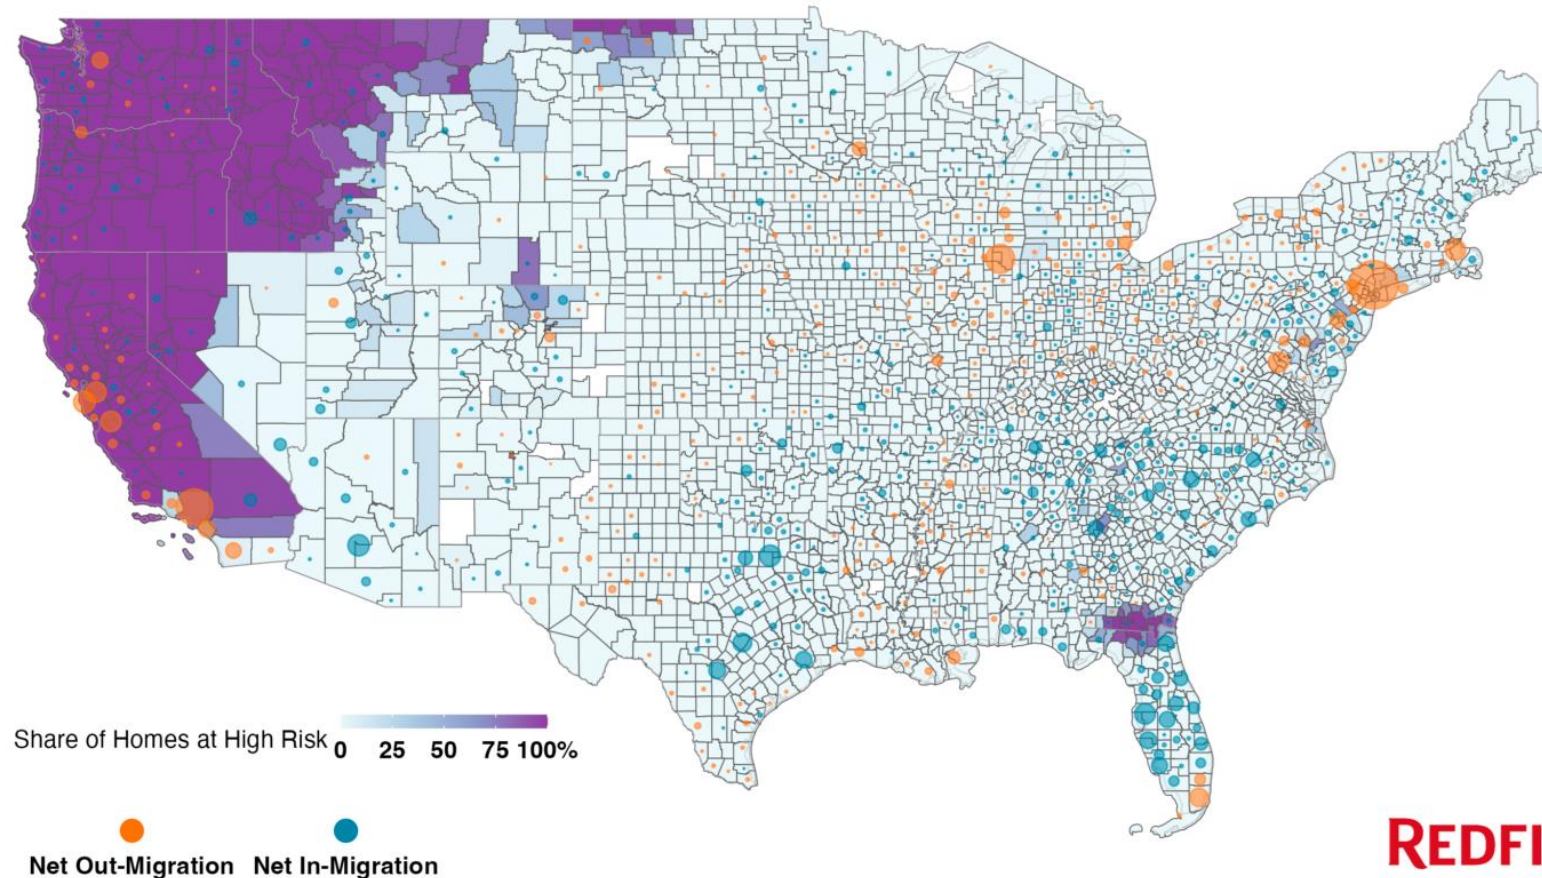 Share of Homes at High Risk
0 25 50 75 100%
Net Out-Migration Net In-Migration
REDFI